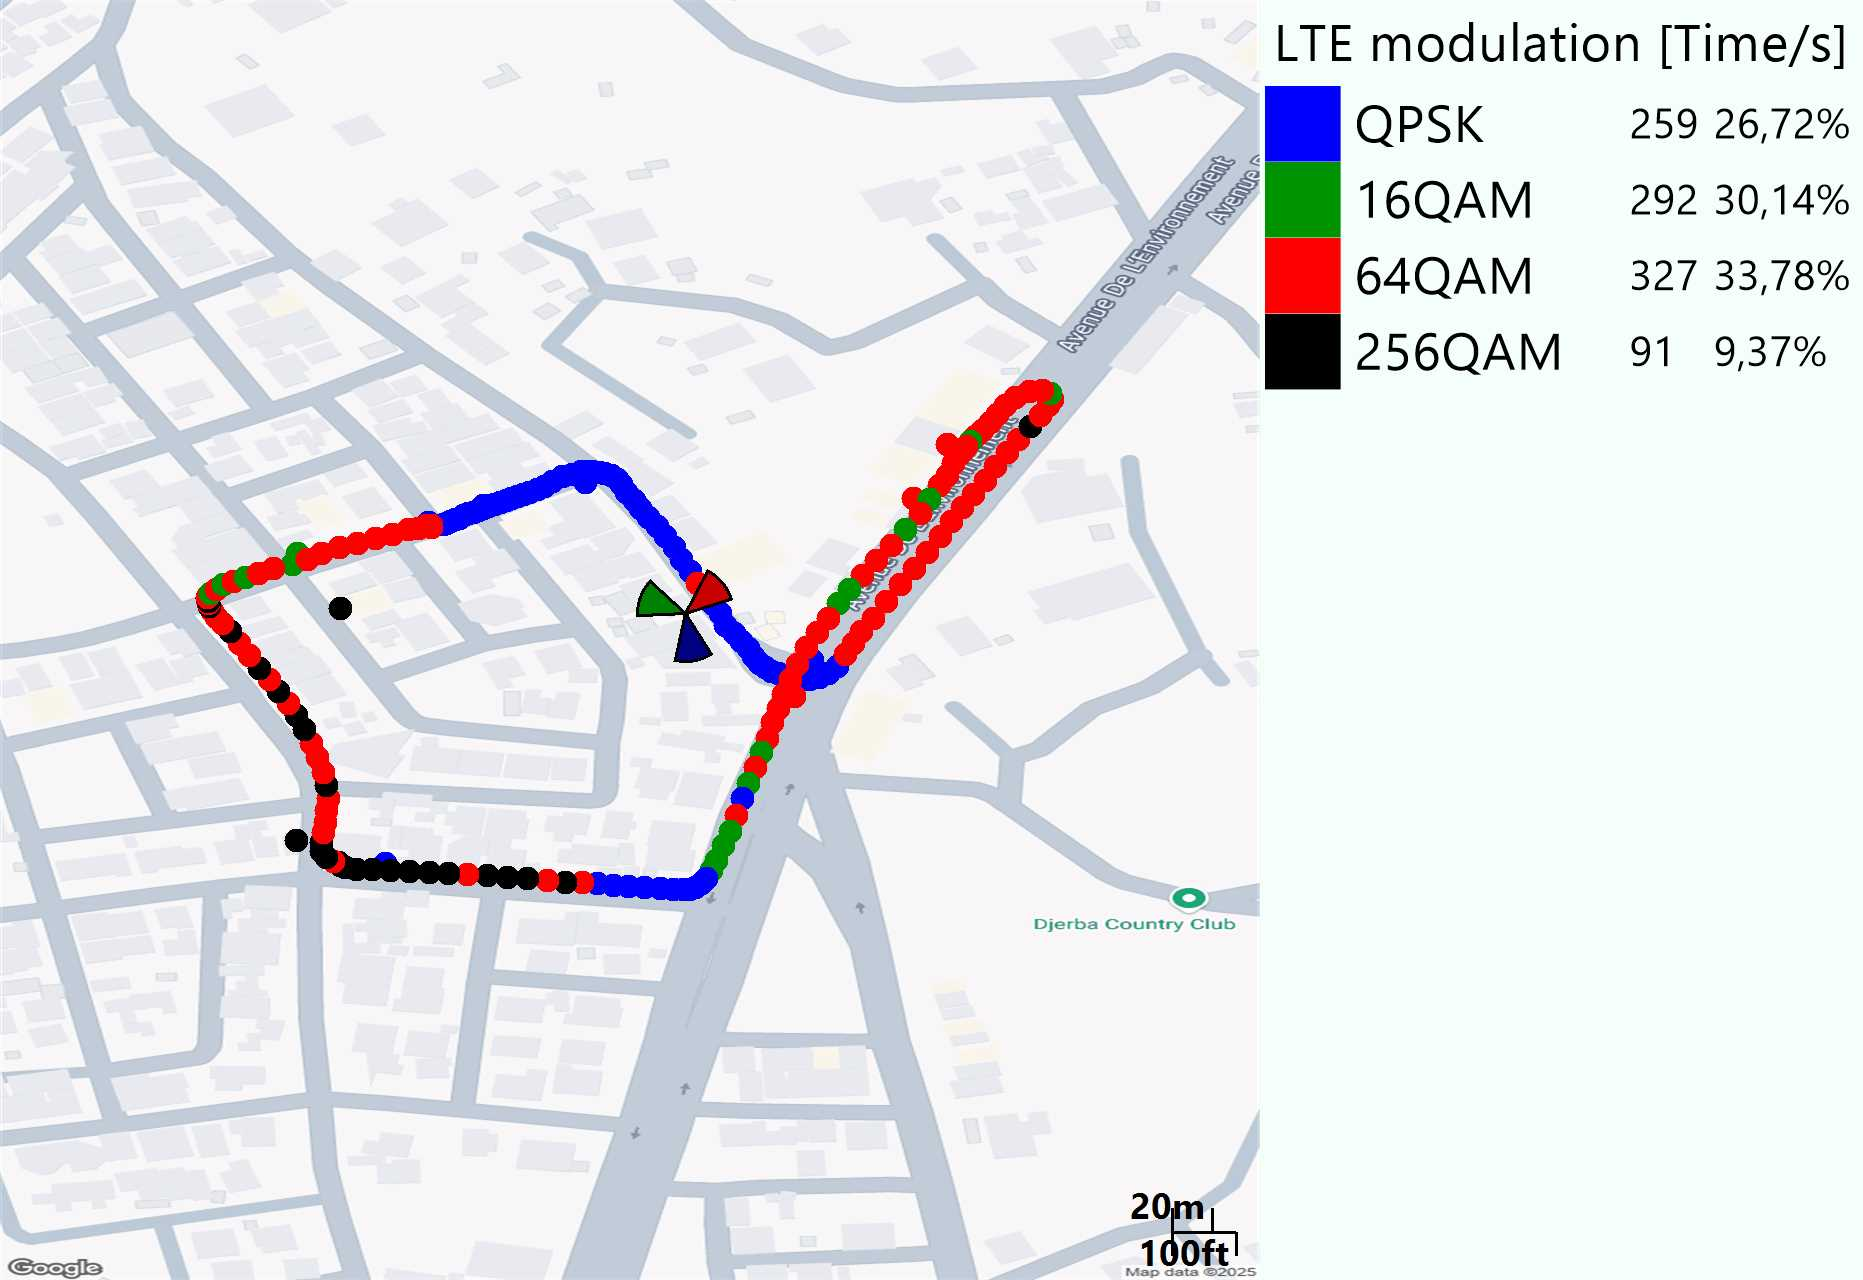 LTE modulation [Time/s]
QPSK 259 26,72%
16QAM 292 30,14%
64QAM 327 33,78%
256QAM 91 9,37%
Avenue De L'Environnement
Djerba Country Club
20m
100ft
Map data ©2025
Google